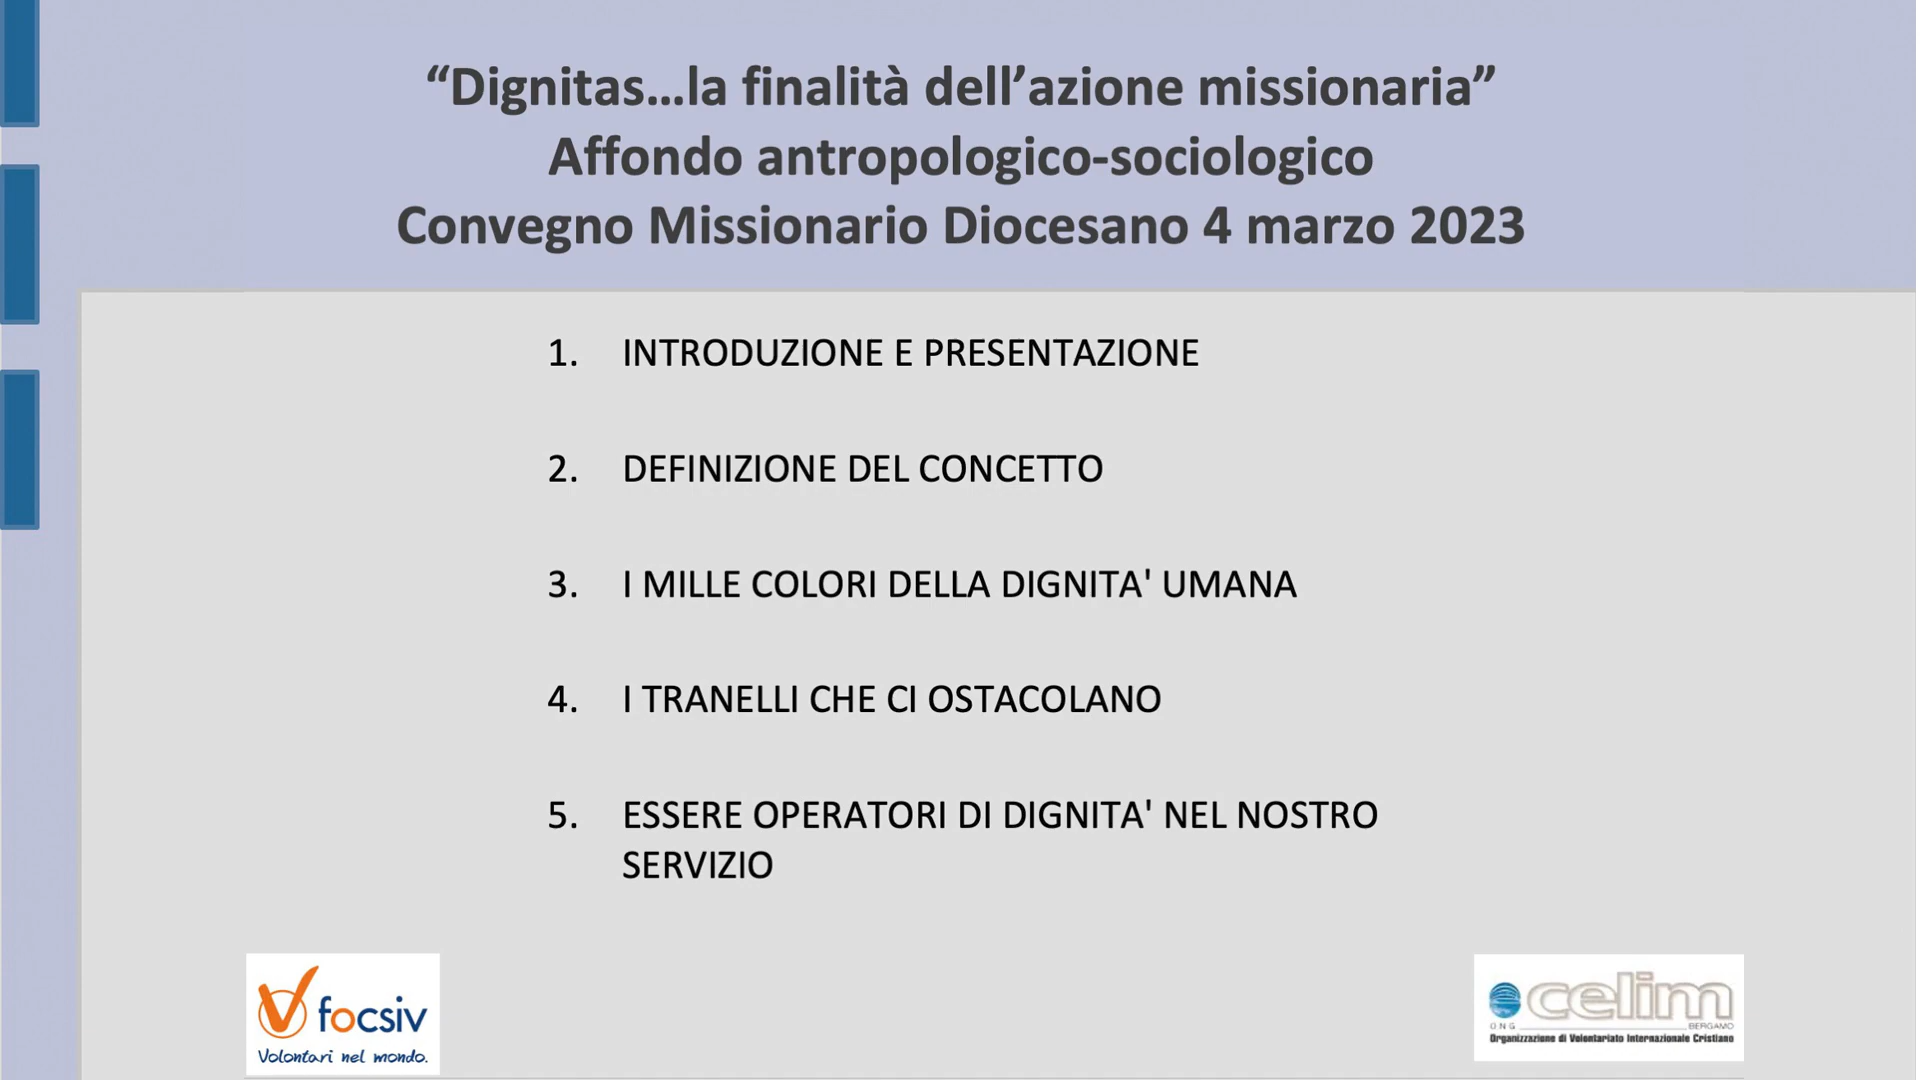 “Dignitas...la finalità dell’azione missionaria”
Affondo antropologico-sociologico
Convegno Missionario Diocesano 4 marzo 2023
1. INTRODUZIONE E PRESENTAZIONE
2. DEFINIZIONE DEL CONCETTO
3. I MILLE COLORI DELLA DIGNITA' UMANA
4. I TRANELLI CHE CI OSTACOLANO
5. ESSERE OPERATORI DI DIGNITA' NEL NOSTRO
SERVIZIO
focsiv
Volontari nel mondo.
celim
ONG BERGAMO
Organizzazione di Volontariato Internazionale Cristiano